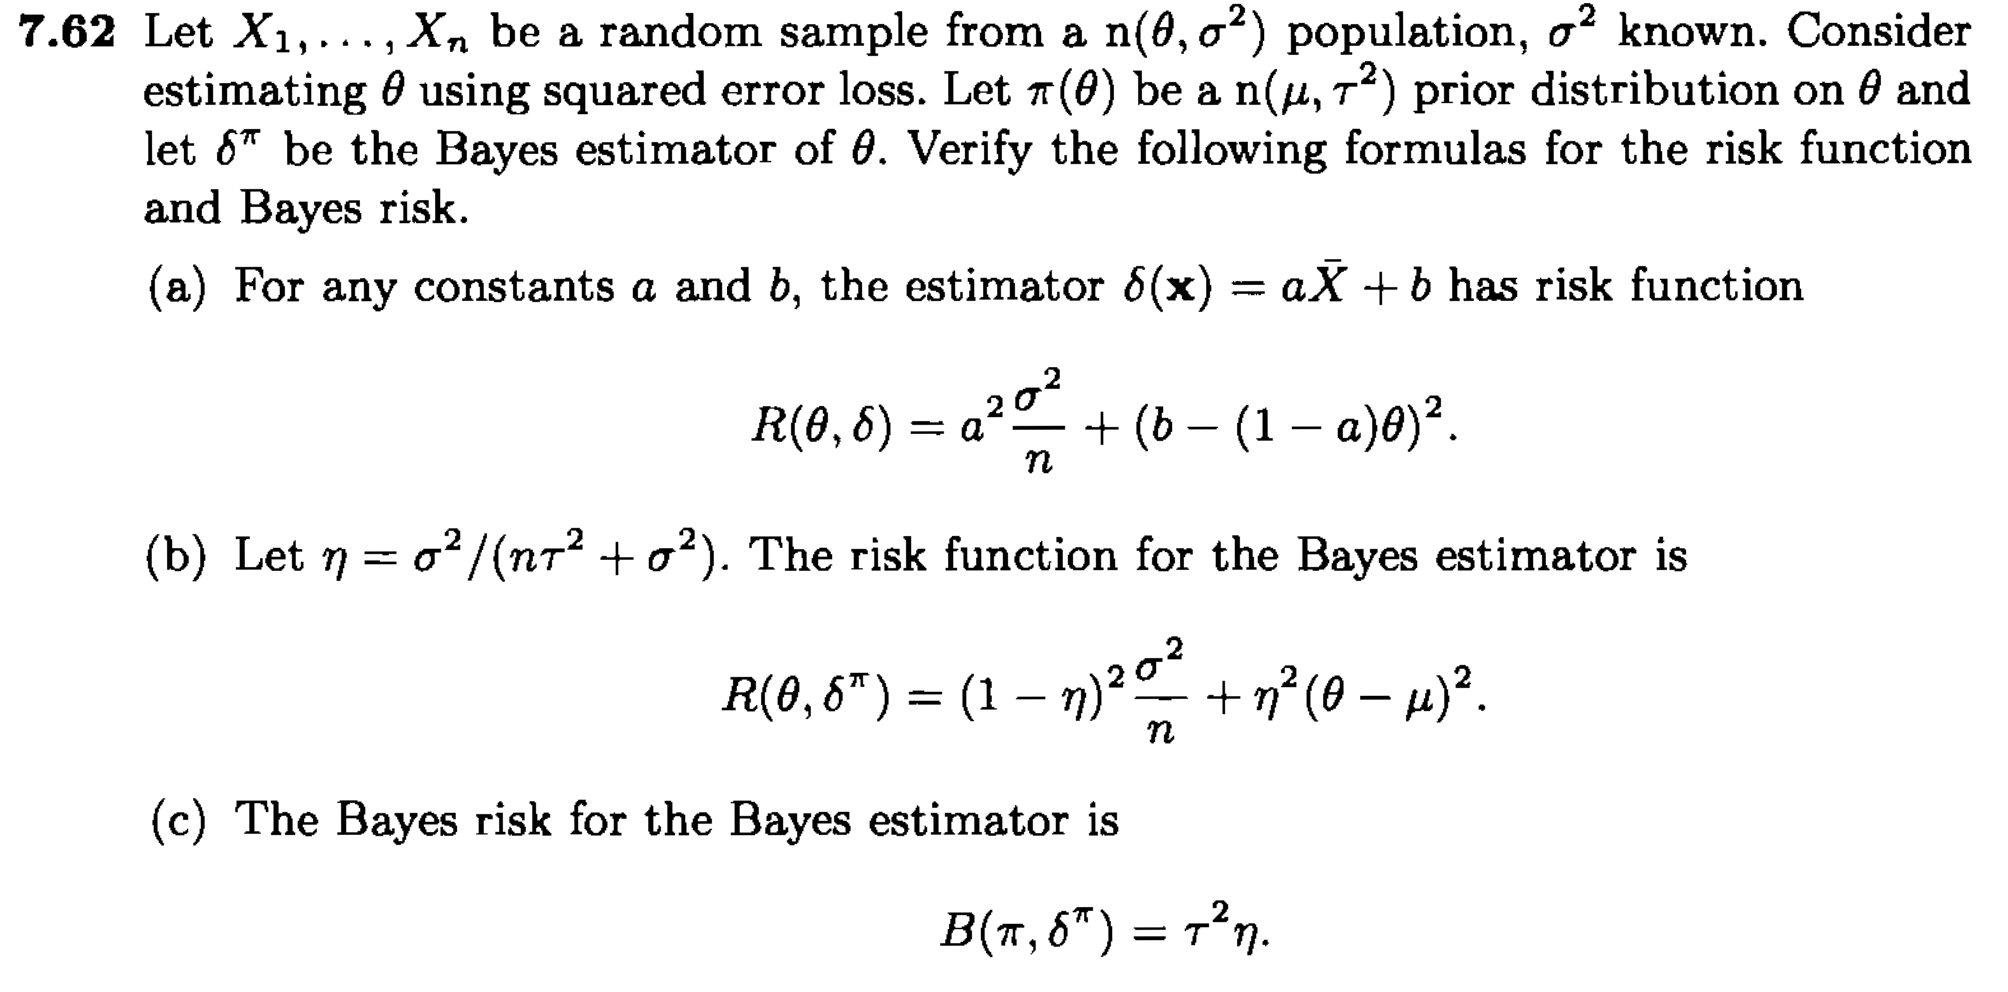 7.62 Let X₁, . . . , Xₙ be a random sample from a n(θ, σ²) population, σ² known. Consider
estimating θ using squared error loss. Let π(θ) be a n(μ, τ²) prior distribution on θ and
let δ^π be the Bayes estimator of θ. Verify the following formulas for the risk function
and Bayes risk.
(a) For any constants a and b, the estimator δ(x) = aX̄ + b has risk function
R(θ, δ) = a² σ²/n + (b − (1 − a)θ)².
(b) Let η = σ²/(nτ² + σ²). The risk function for the Bayes estimator is
R(θ, δ^π) = (1 − η)² σ²/n + η²(θ − μ)².
(c) The Bayes risk for the Bayes estimator is
B(π, δ^π) = τ²η.